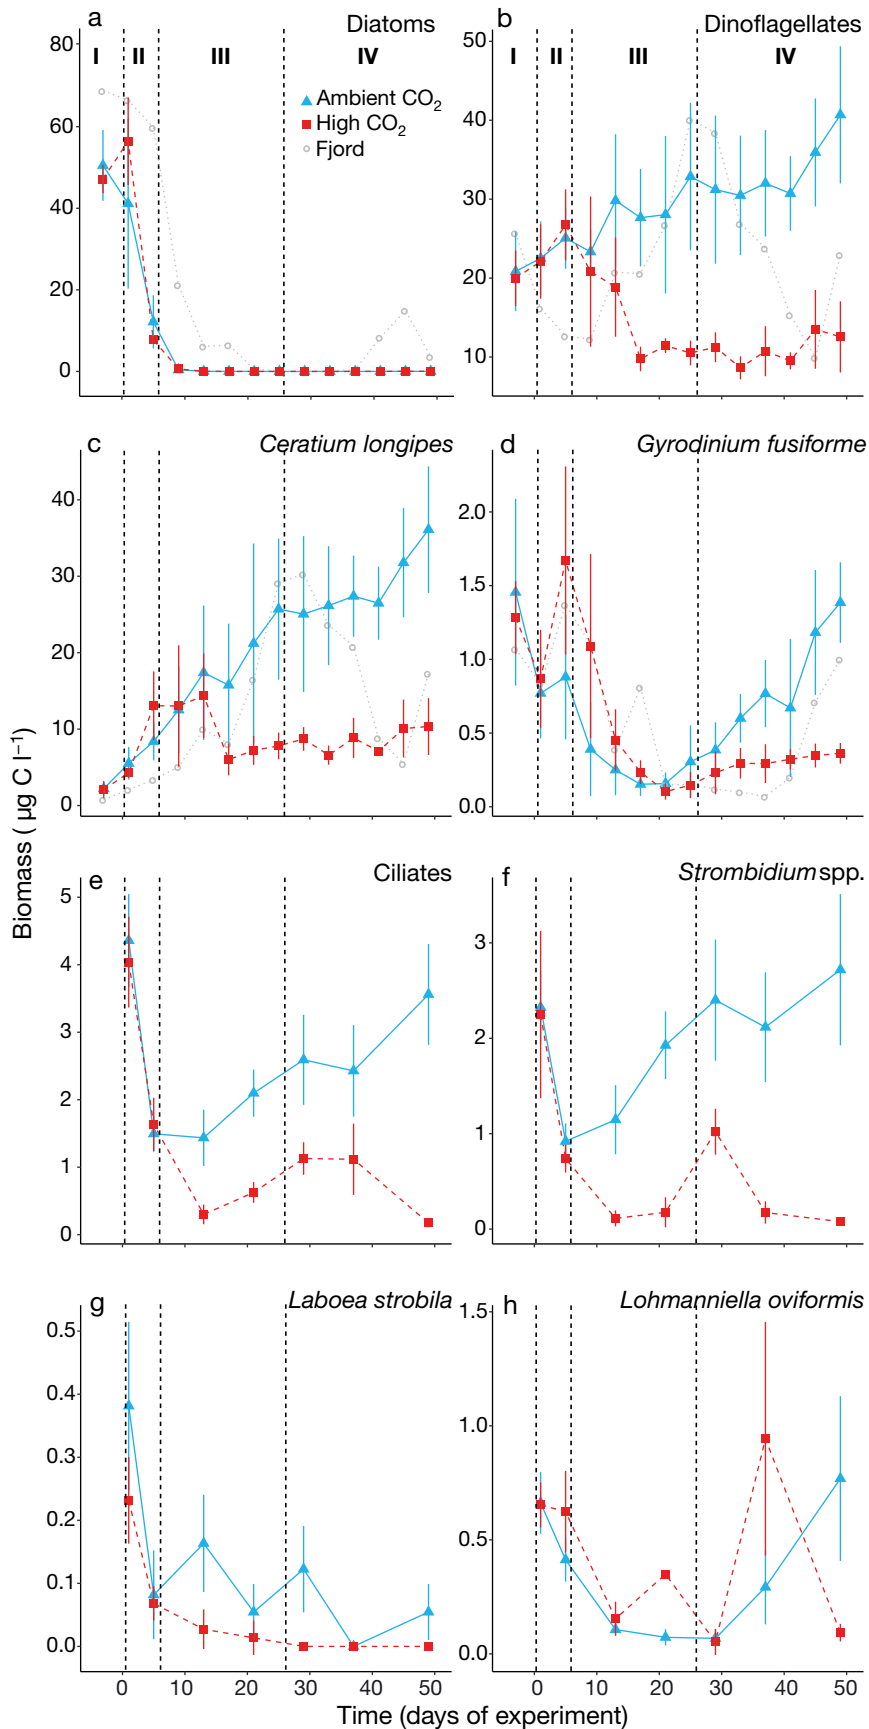 a
Diatoms
I
II
III
IV
80
60
40
20
0
Ambient CO₂
High CO₂
Fjord
b
Dinoflagellates
I
II
III
IV
50
40
30
20
10
c
Ceratium longipes
40
30
20
10
0
d
Gyrodinium fusiforme
2.0
1.5
1.0
0.5
0.0
Biomass ( µg C l⁻¹)
e
Ciliates
5
4
3
2
1
0
f
Strombidium spp.
3
2
1
0
g
Laboea strobila
0.5
0.4
0.3
0.2
0.1
0.0
0 10 20 30 40 50
h
Lohmanniella oviformis
1.5
1.0
0.5
0.0
0 10 20 30 40 50
Time (days of experiment)